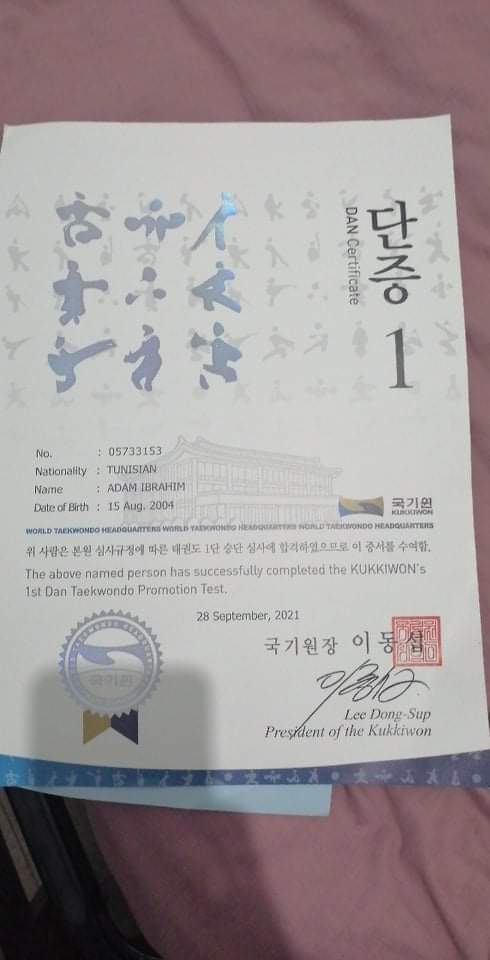 단증
DAN Certificate
1
No. : 05733153
Nationality : TUNISIAN
Name : ADAM IBRAHIM
Date of Birth : 15 Aug. 2004
국기원
KUKKIWON
WORLD TAEKWONDO HEADQUARTERS WORLD TAEKWONDO HEADQUARTERS WORLD TAEKWONDO HEADQUARTERS
위 사람은 본원 심사규정에 따른 태권도 1단 승단 심사에 합격하였으므로 이 증서를 수여함.
The above named person has successfully completed the KUKKIWON's
1st Dan Taekwondo Promotion Test.
28 September, 2021
국기원장 이동섭
Lee Dong-Sup
President of the Kukkiwon
국기원